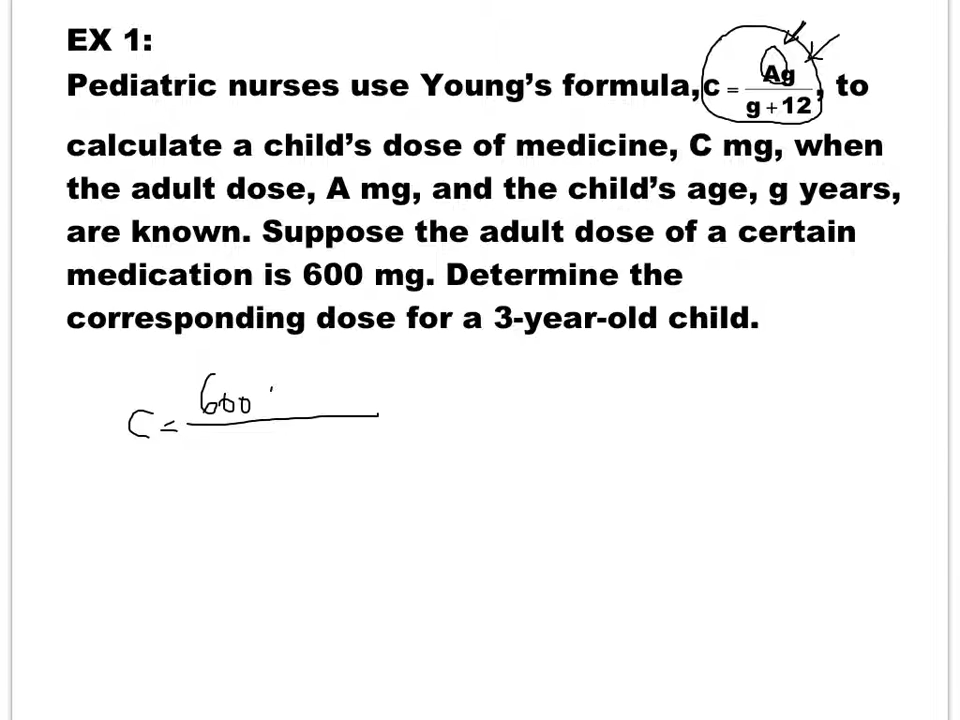 EX 1:
Pediatric nurses use Young's formula, c = Ag / g + 12, to
calculate a child's dose of medicine, C mg, when
the adult dose, A mg, and the child's age, g years,
are known. Suppose the adult dose of a certain
medication is 600 mg. Determine the
corresponding dose for a 3-year-old child.
C = 600 ·